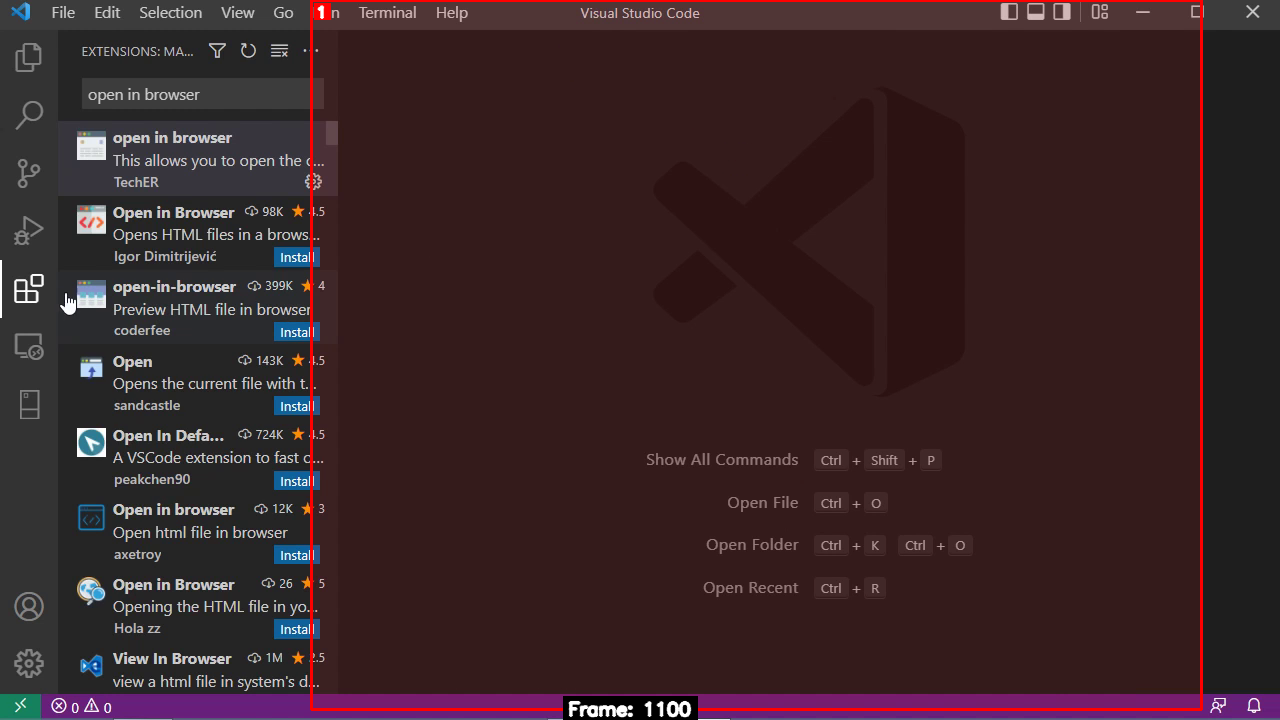 File Edit Selection View Go Terminal Help Visual Studio Code
1
EXTENSIONS: MA...
open in browser
open in browser
This allows you to open the c...
TechER
Open in Browser 98K 4.5
Opens HTML files in a brows...
Igor Dimitrijević Install
open-in-browser 399K 4
Preview HTML file in browser
coderfee Install
Open 143K 4.5
Opens the current file with t...
sandcastle Install
Open In Defa... 724K 4.5
A VSCode extension to fast o...
peakchen90 Install
Open in browser 12K 3
Open html file in browser
axetroy Install
Open in Browser 26 5
Opening the HTML file in yo...
Hola zz Install
View In Browser 1M 2.5
view a html file in system's d...
Show All Commands Ctrl + Shift + P
Open File Ctrl + O
Open Folder Ctrl + K Ctrl + O
Open Recent Ctrl + R
0 0
Frame: 1100